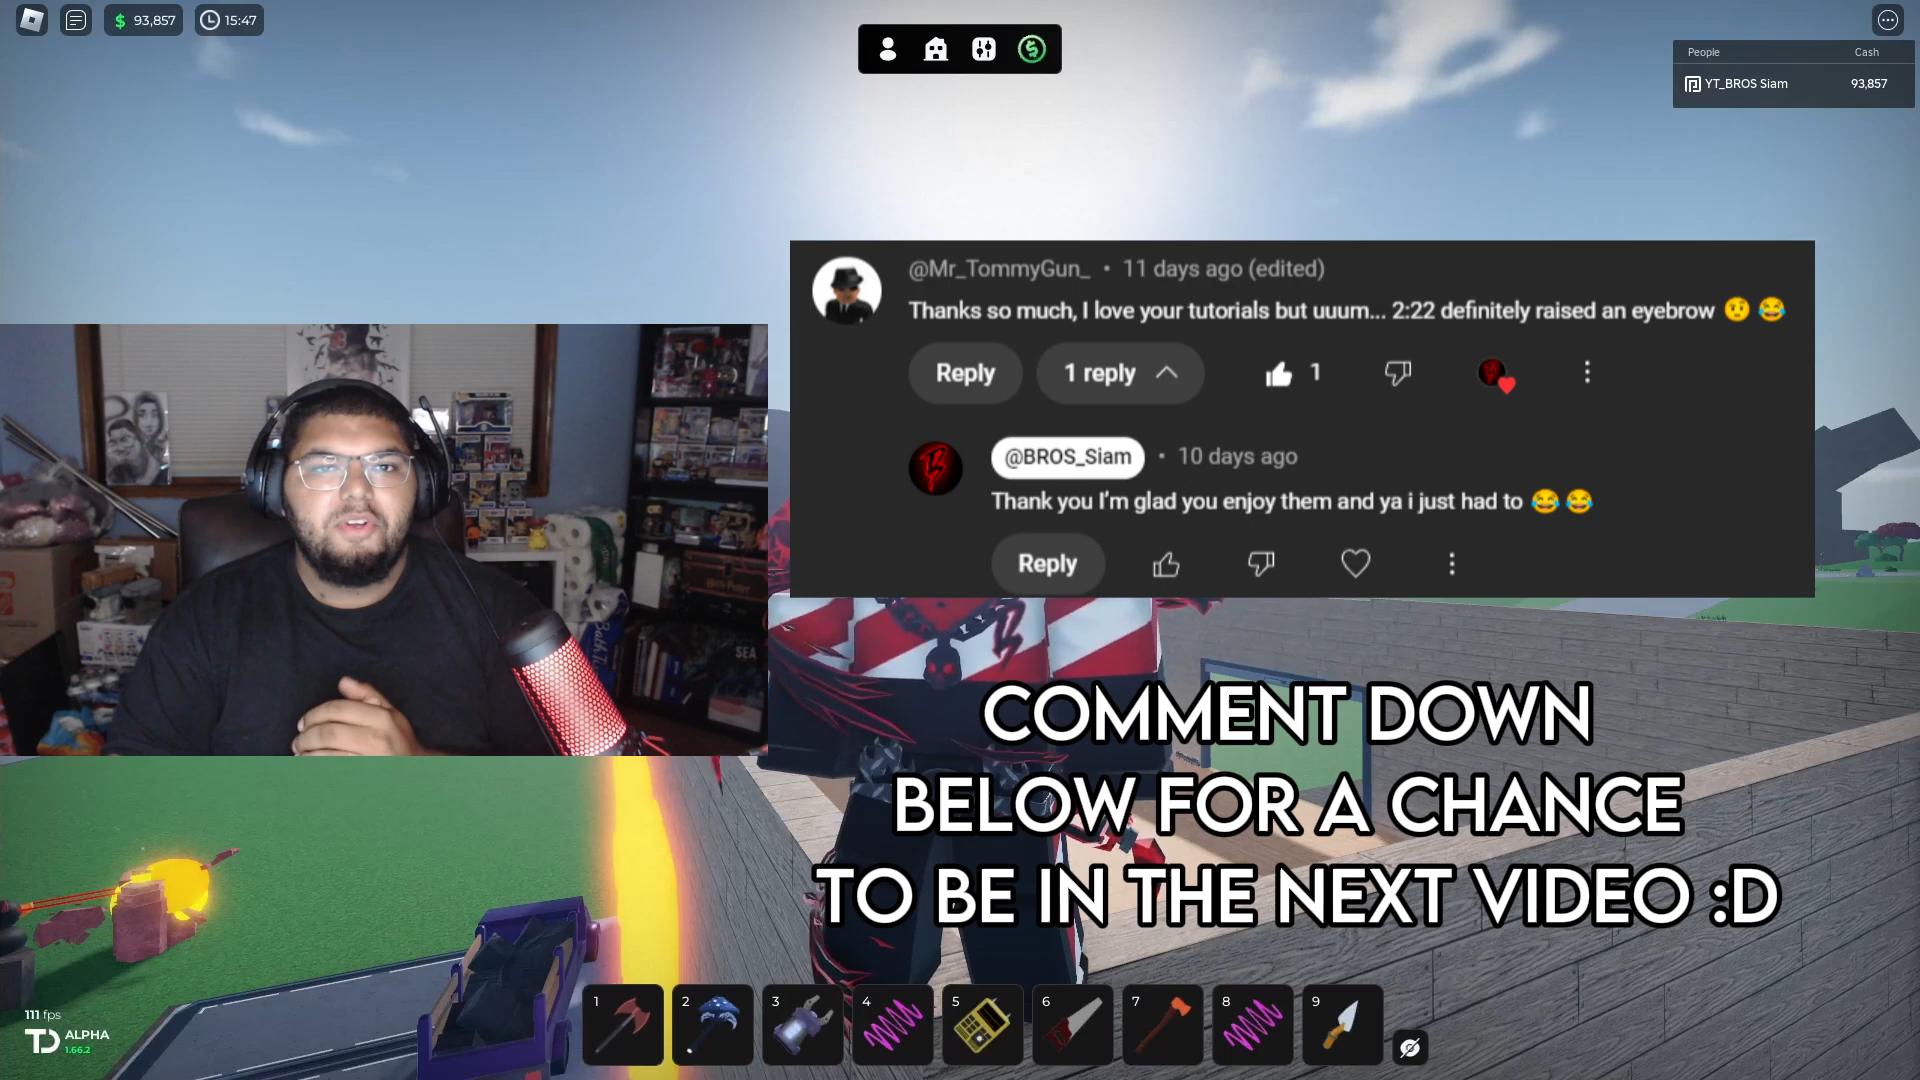 $ 93,857
15:47
People Cash
YT_BROS Siam 93,857
@Mr_TommyGun_ • 11 days ago (edited)
Thanks so much, I love your tutorials but uuum... 2:22 definitely raised an eyebrow 🤨 😂
Reply 1 reply 1
@BROS_Siam • 10 days ago
Thank you I'm glad you enjoy them and ya i just had to 😂 😂
Reply
SEA
COMMENT DOWN
BELOW FOR A CHANCE
TO BE IN THE NEXT VIDEO :D
1 2 3 4 5 6 7 8 9
111 fps
TD ALPHA
1.66.2